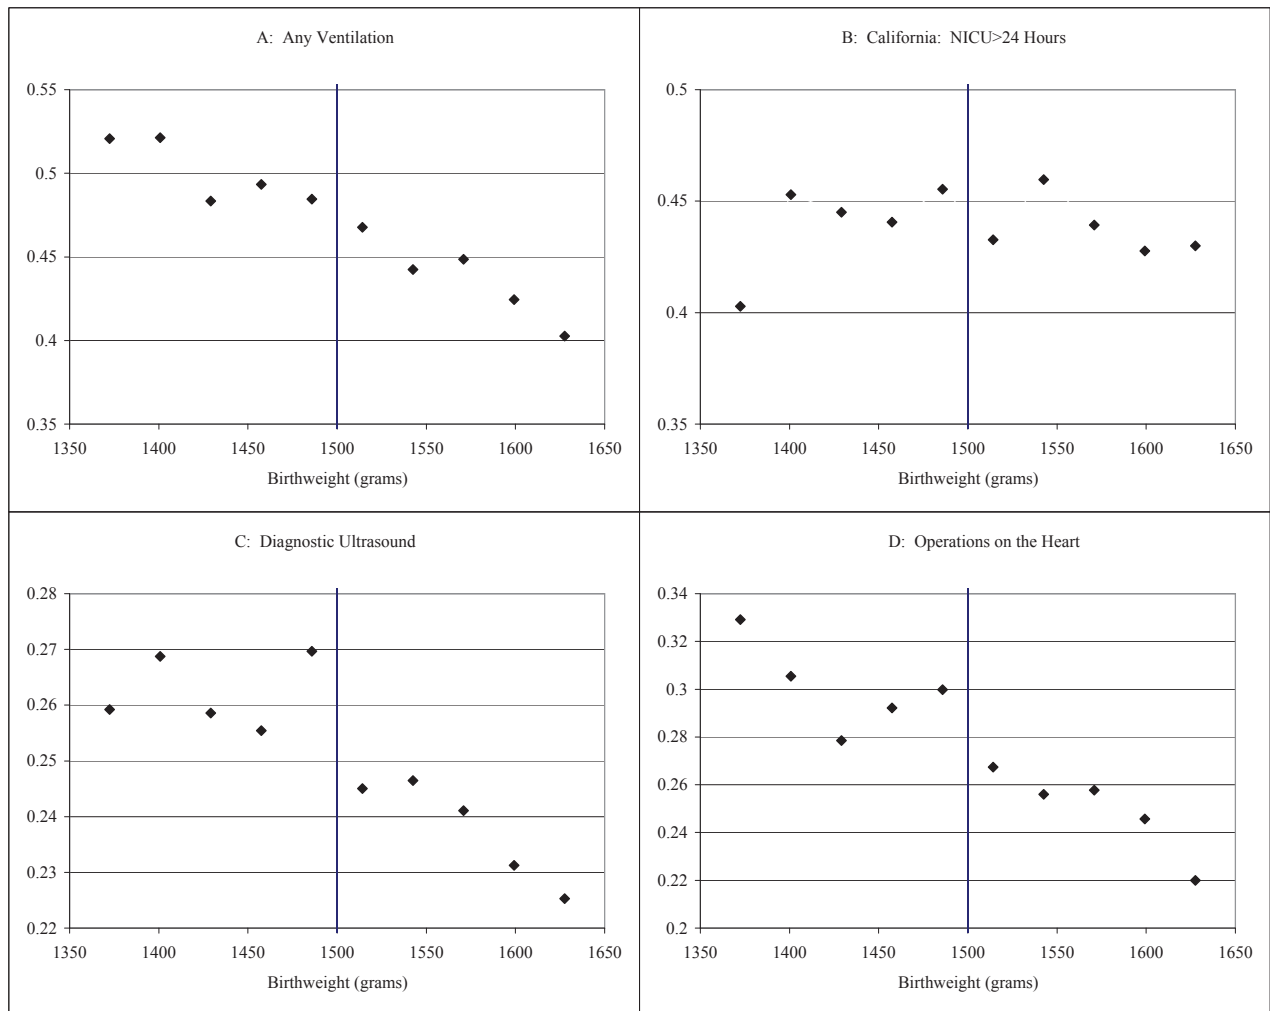 A: Any Ventilation
0.55
0.5
0.45
0.4
0.35
1350 1400 1450 1500 1550 1600 1650
Birthweight (grams)
B: California: NICU>24 Hours
0.5
0.45
0.4
0.35
1350 1400 1450 1500 1550 1600 1650
Birthweight (grams)
C: Diagnostic Ultrasound
0.28
0.27
0.26
0.25
0.24
0.23
0.22
1350 1400 1450 1500 1550 1600 1650
Birthweight (grams)
D: Operations on the Heart
0.34
0.32
0.3
0.28
0.26
0.24
0.22
0.2
1350 1400 1450 1500 1550 1600 1650
Birthweight (grams)